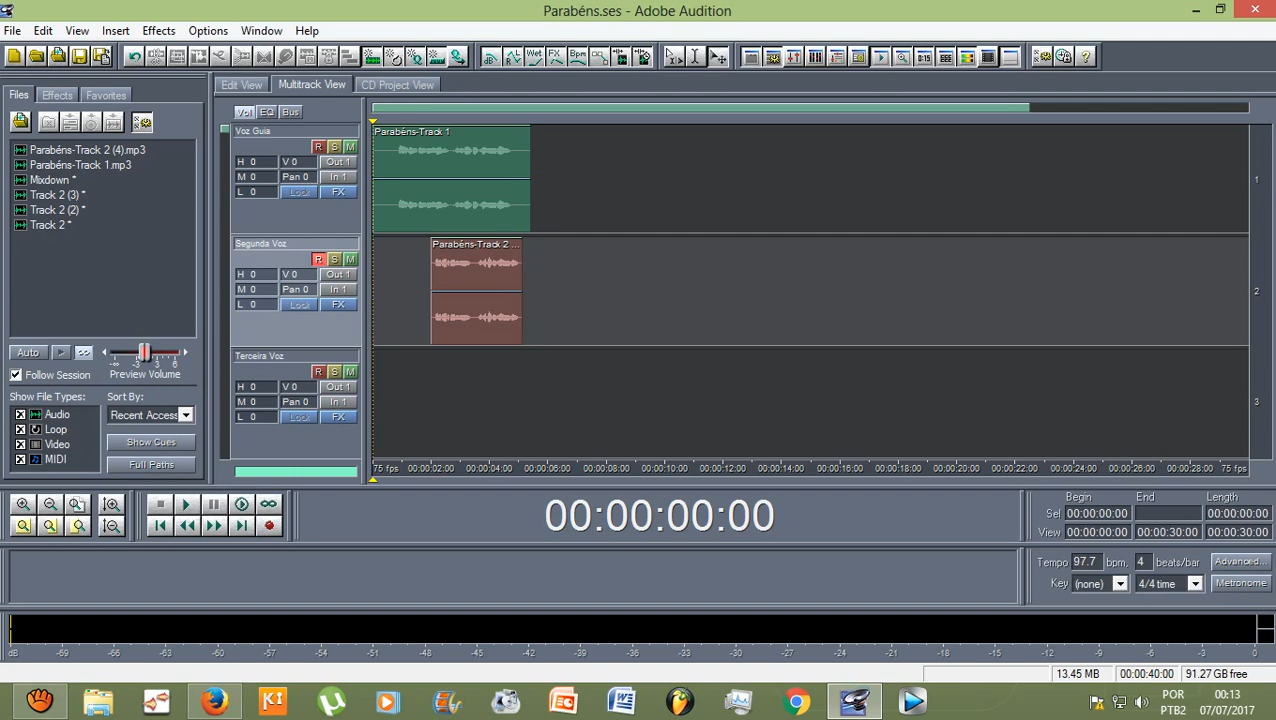 Parabéns.ses - Adobe Audition
File Edit View Insert Effects Options Window Help
Wet FX Bpm
0:15
Files Effects Favorites
Edit View Multitrack View CD Project View
Vol EQ Bus
Parabéns-Track 2 (4).mp3
Parabéns-Track 1.mp3
Mixdown *
Track 2 (3) *
Track 2 (2) *
Track 2 *
Auto
-∞ -3 3 6
Follow Session Preview Volume
Show File Types: Sort By:
Audio
Loop
Video
MIDI
Recent Access
Show Cues
Full Paths
Voz Guia
R S M
H 0 V 0 Out 1
M 0 Pan 0 In 1
L 0 Lock FX
Segunda Voz
R S M
H 0 V 0 Out 1
M 0 Pan 0 In 1
L 0 Lock FX
Terceira Voz
R S M
H 0 V 0 Out 1
M 0 Pan 0 In 1
L 0 Lock FX
Parabéns-Track 1
Parabéns-Track 2 ...
1
2
3
75 fps 00:00:02:00 00:00:04:00 00:00:06:00 00:00:08:00 00:00:10:00 00:00:12:00 00:00:14:00 00:00:16:00 00:00:18:00 00:00:20:00 00:00:22:00 00:00:24:00 00:00:26:00 00:00:28:00 75 fps
00:00:00:00
Begin End Length
Sel 00:00:00:00 00:00:00:00
View 00:00:00:00 00:00:30:00 00:00:30:00
Tempo 97.7 bpm, 4 beats/bar Advanced...
Key (none) 4/4 time Metronome
dB -69 -66 -63 -60 -57 -54 -51 -48 -45 -42 -39 -36 -33 -30 -27 -24 -21 -18 -15 -12 -9 -6 -3 0
13.45 MB 00:00:40:00 91.27 GB free
K1
POR 00:13
PTB2 07/07/2017